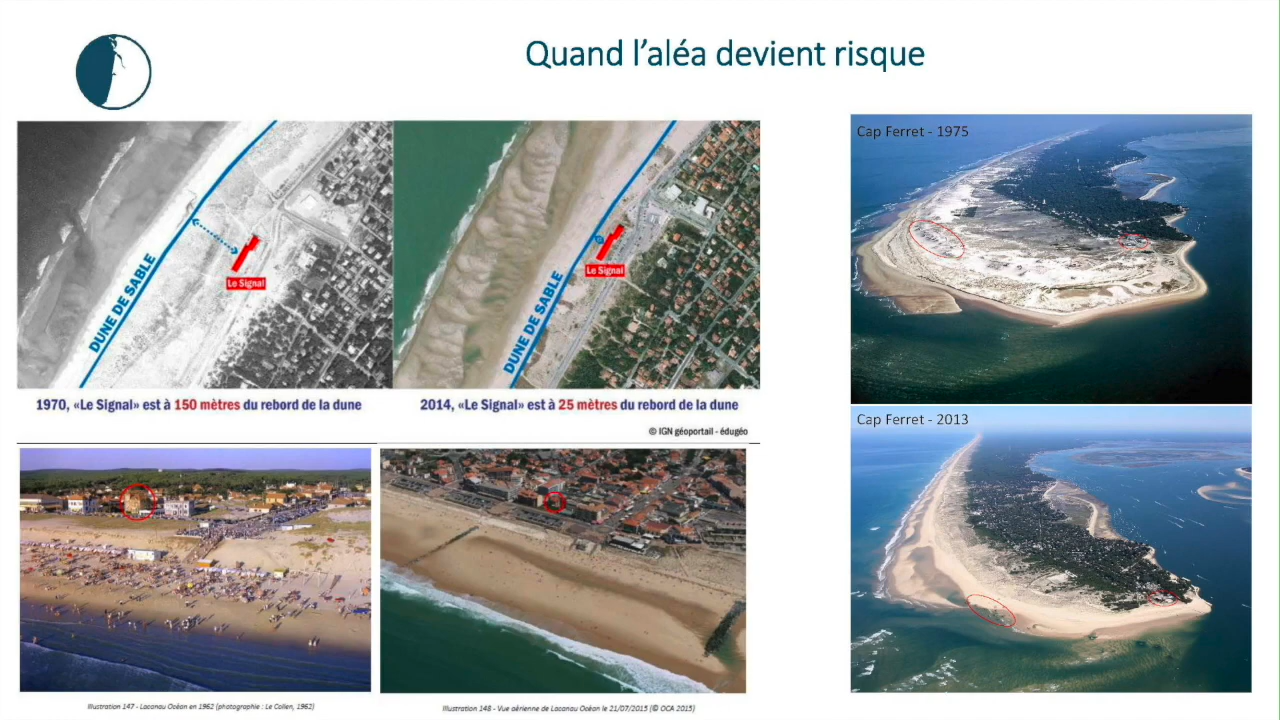 Quand l'aléa devient risque
DUNE DE SABLE
Le Signal
DUNE DE SABLE
Le Signal
1970, «Le Signal» est à 150 mètres du rebord de la dune
2014, «Le Signal» est à 25 mètres du rebord de la dune
© IGN géoportail - édugéo
Illustration 147 - Lacanau Océan en 1962 (photographie : Le Collen, 1962)
Illustration 148 - Vue aérienne de Lacanau Océan le 21/07/2015 (© OCA 2015)
Cap Ferret - 1975
Cap Ferret - 2013